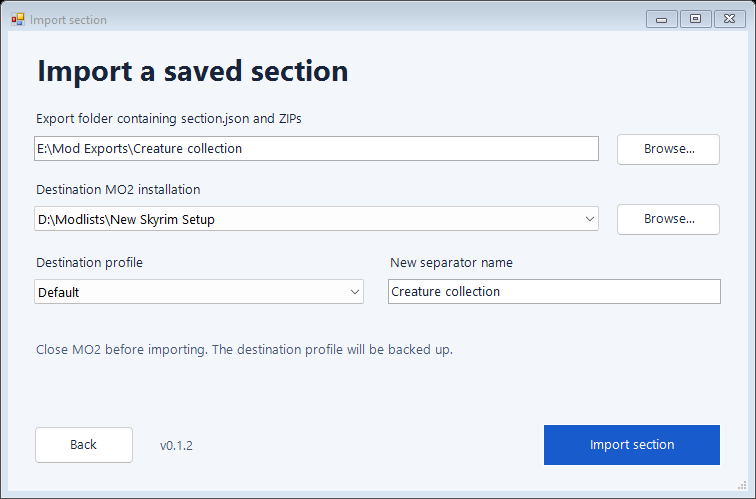 Import section
Import a saved section
Export folder containing section.json and ZIPs
E:\Mod Exports\Creature collection
Browse...
Destination MO2 installation
D:\Modlists\New Skyrim Setup
Browse...
Destination profile
New separator name
Default
Creature collection
Close MO2 before importing. The destination profile will be backed up.
Back
v0.1.2
Import section